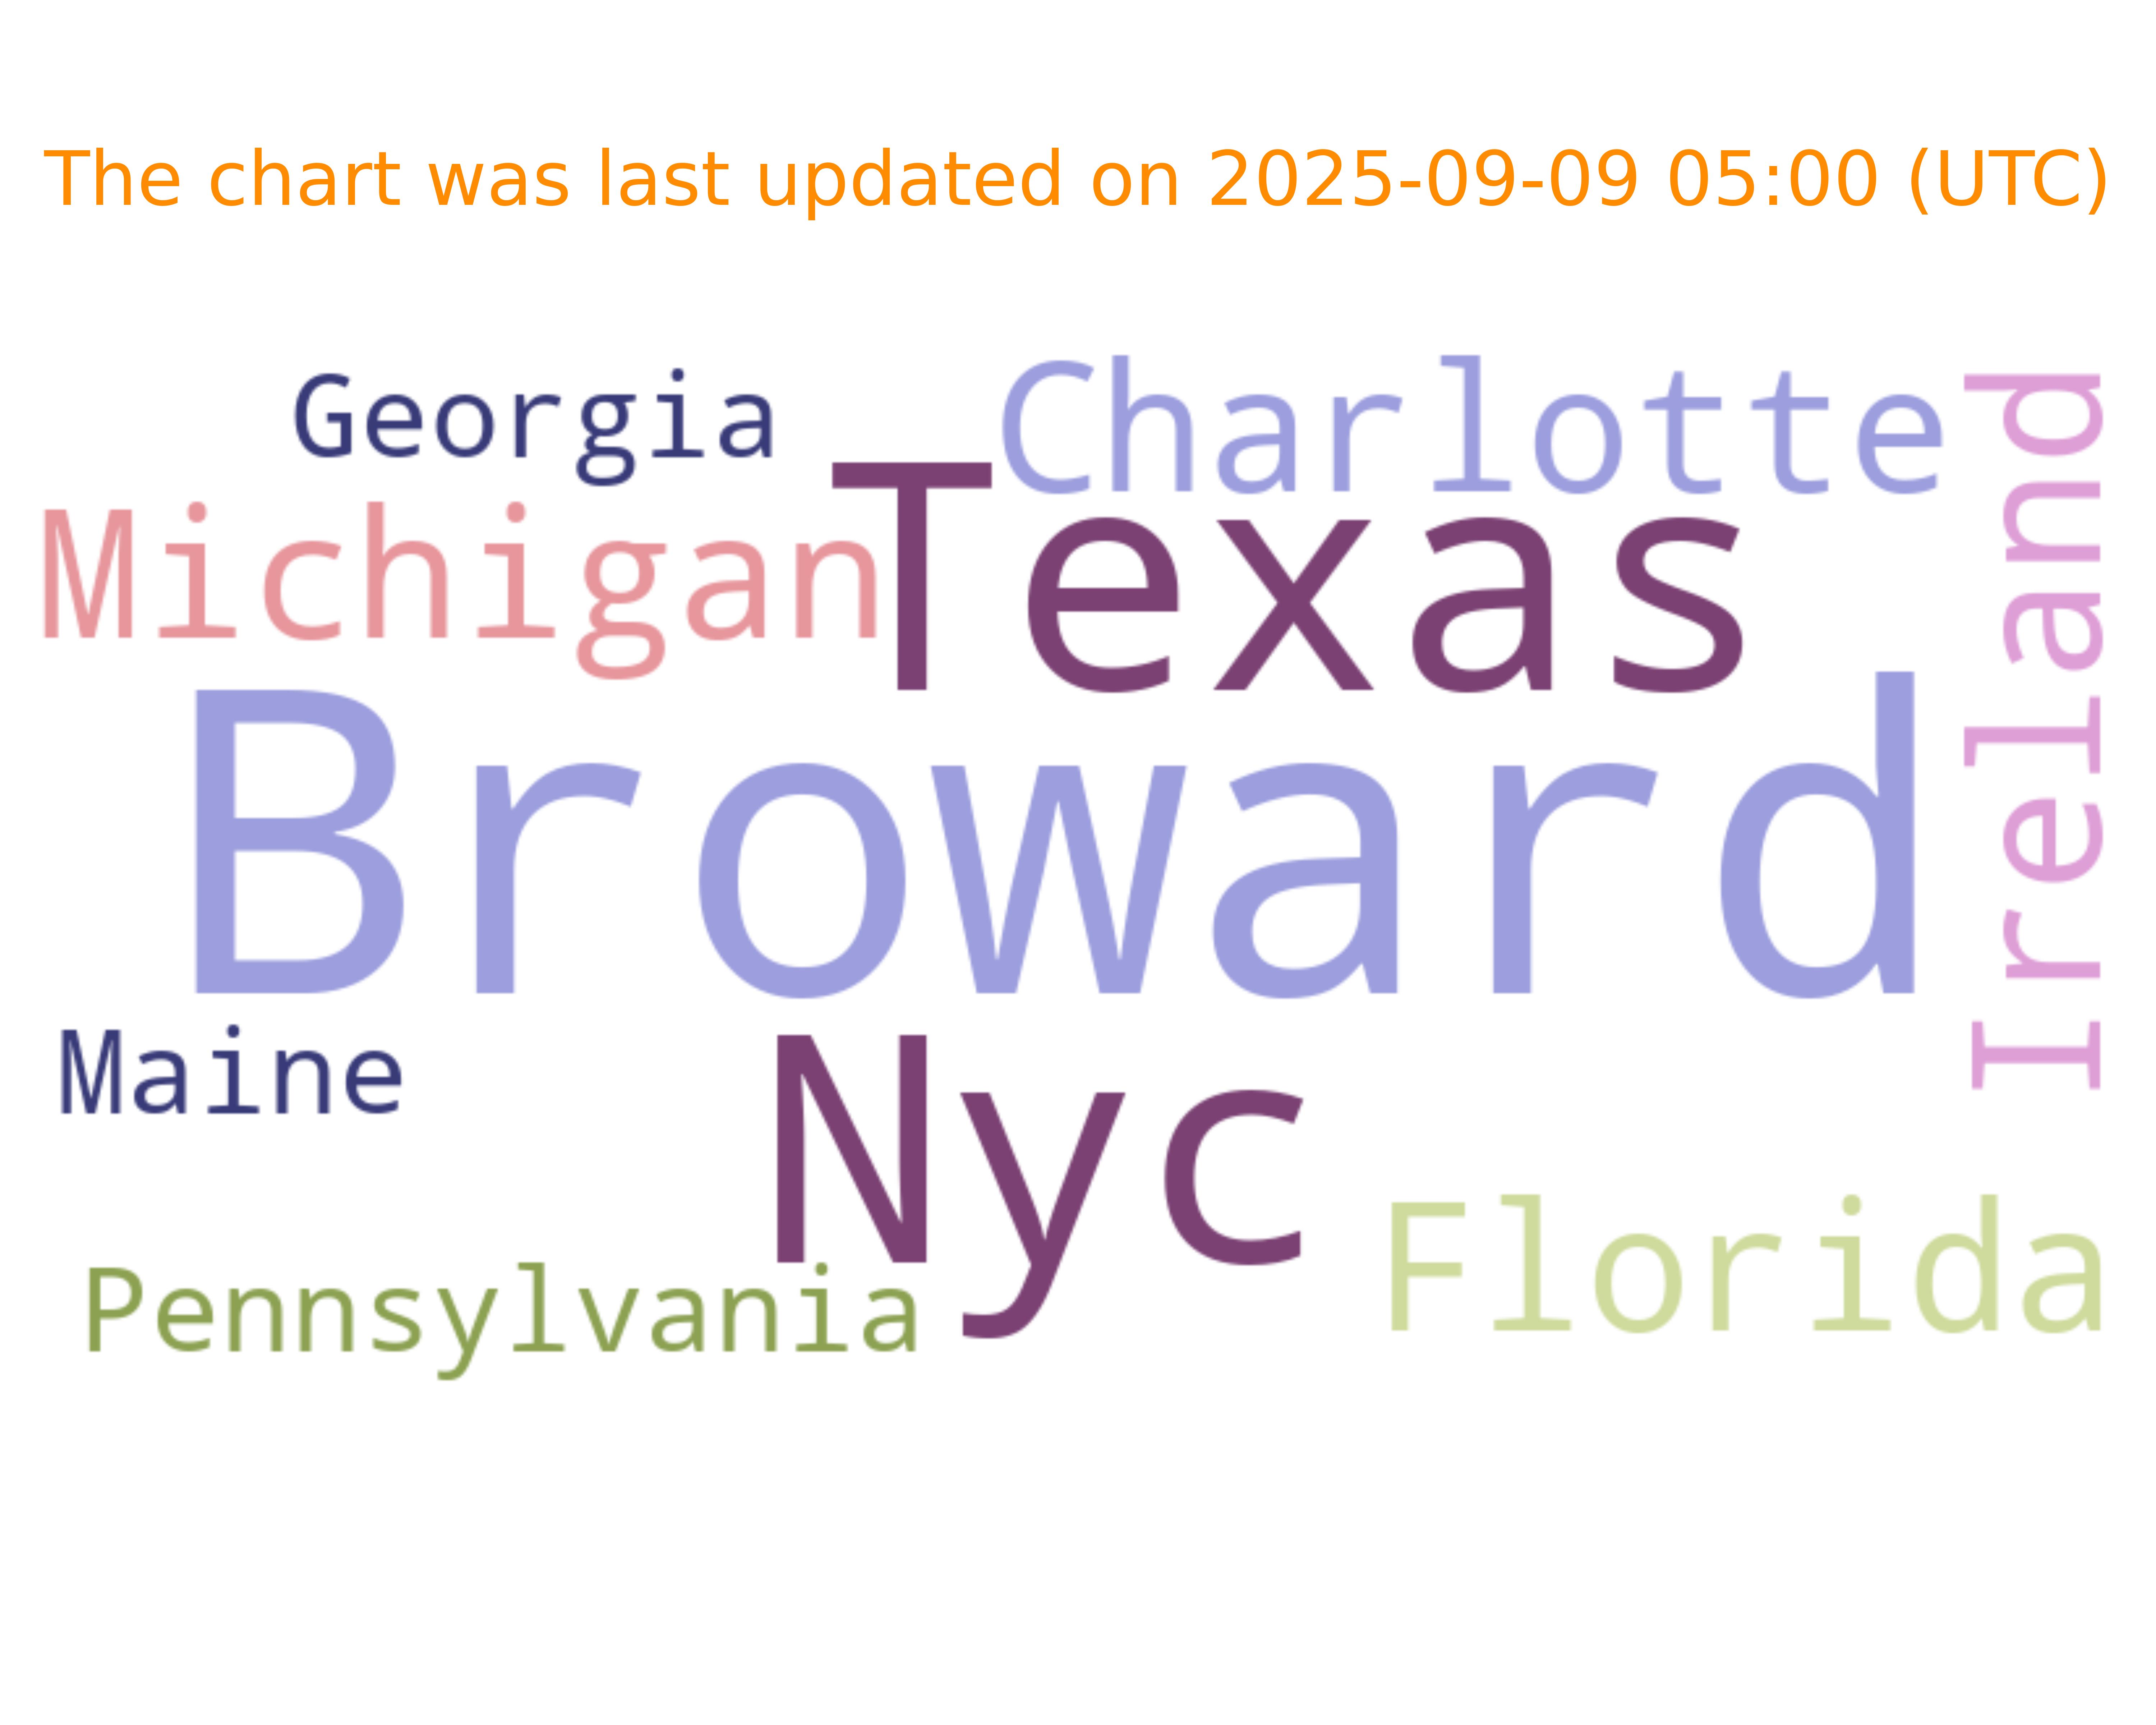 The chart was last updated on 2025-09-09 05:00 (UTC)
Georgia
Charlotte
Ireland
Michigan
Texas
Broward
Maine
Nyc
Florida
Pennsylvania